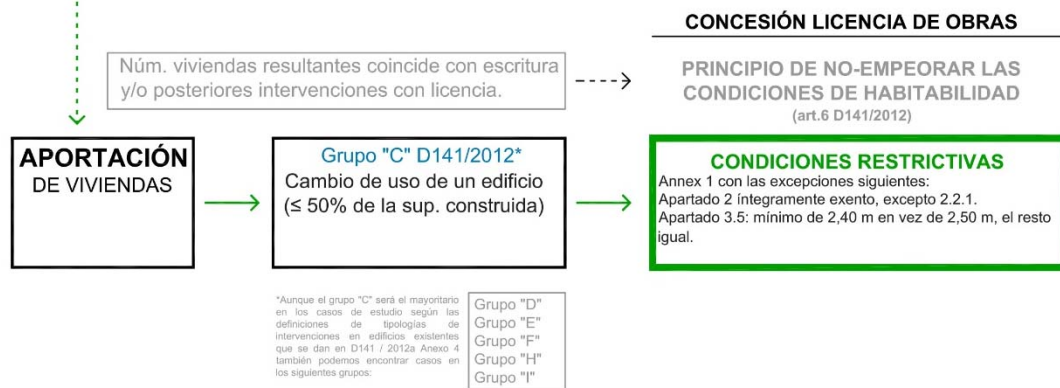 CONCESIÓN LICENCIA DE OBRAS
Núm. viviendas resultantes coincide con escritura
y/o posteriores intervenciones con licencia.
PRINCIPIO DE NO-EMPEORAR LAS
CONDICIONES DE HABITABILIDAD
(art.6 D141/2012)
APORTACIÓN
DE VIVIENDAS
Grupo "C" D141/2012*
Cambio de uso de un edificio
(≤ 50% de la sup. construida)
CONDICIONES RESTRICTIVAS
Annex 1 con las excepciones siguientes:
Apartado 2 íntegramente exento, excepto 2.2.1.
Apartado 3.5: mínimo de 2,40 m en vez de 2,50 m, el resto
igual.
*Aunque el grupo "C" será el mayoritario
en los casos de estudio según las
definiciones de tipologías de
intervenciones en edificios existentes
que se dan en D141 / 2012a Anexo 4
también podemos encontrar casos en
los siguientes grupos:
Grupo "D"
Grupo "E"
Grupo "F"
Grupo "H"
Grupo "I"